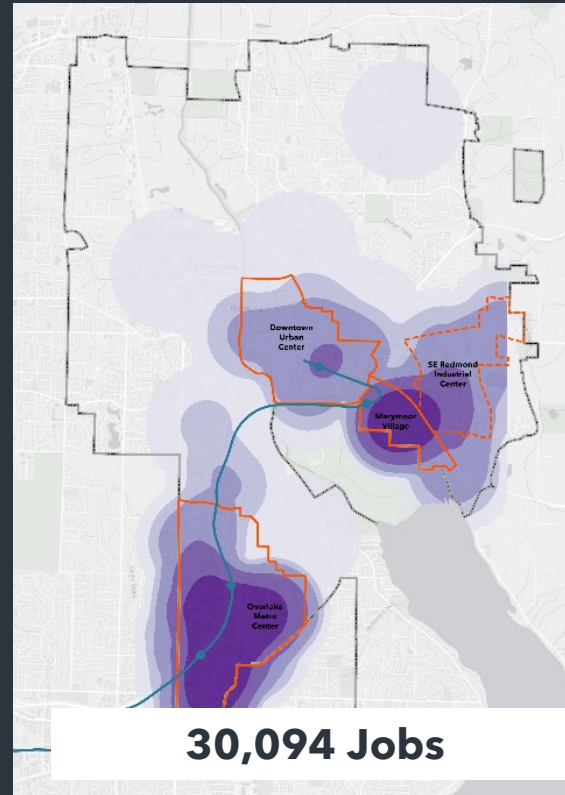 Downtown
Urban
Center
SE Redmond
Industrial
Center
Marymoor
Village
Overlake
Metro
Center
30,094 Jobs